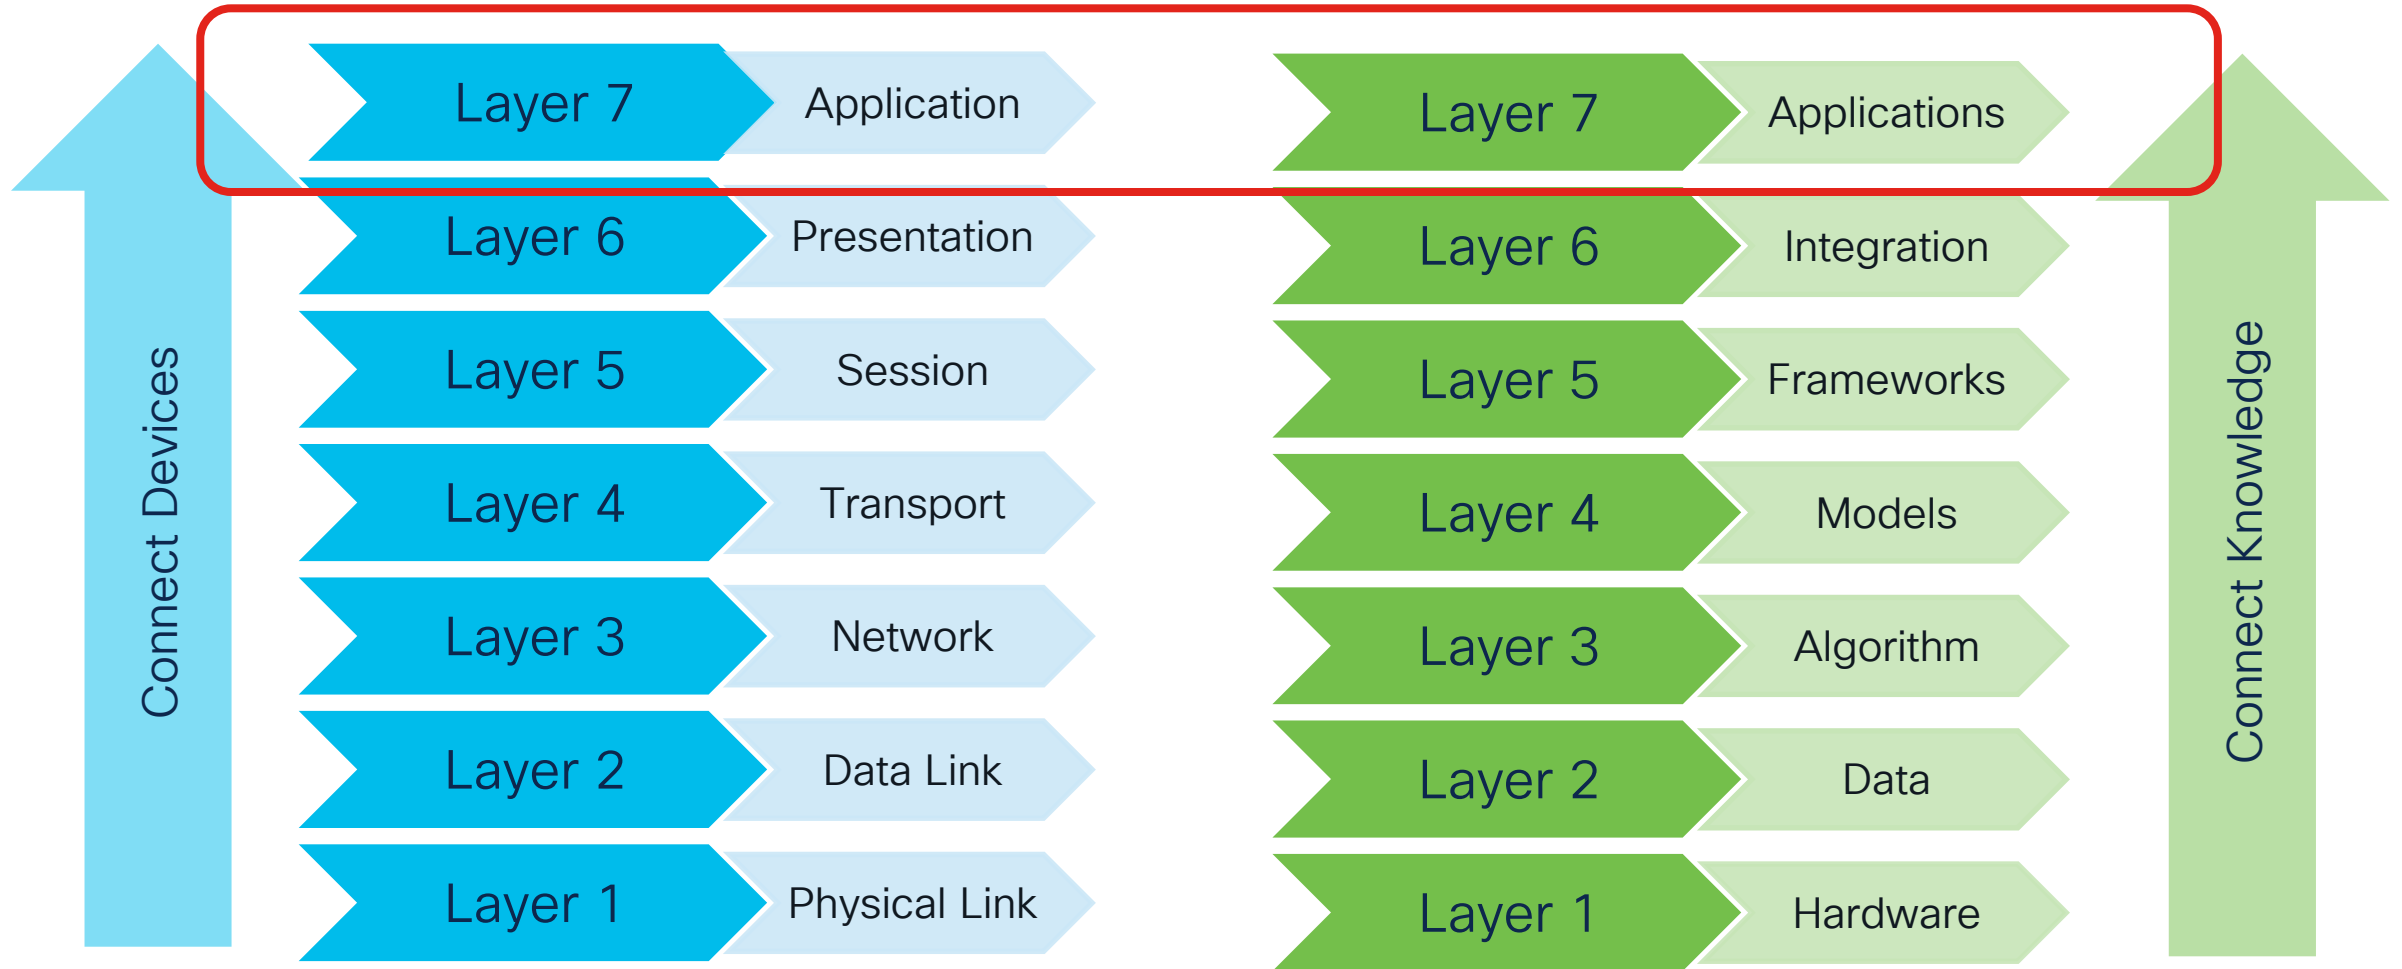 Connect Devices
Layer 7 Application
Layer 6 Presentation
Layer 5 Session
Layer 4 Transport
Layer 3 Network
Layer 2 Data Link
Layer 1 Physical Link
Layer 7 Applications
Layer 6 Integration
Layer 5 Frameworks
Layer 4 Models
Layer 3 Algorithm
Layer 2 Data
Layer 1 Hardware
Connect Knowledge